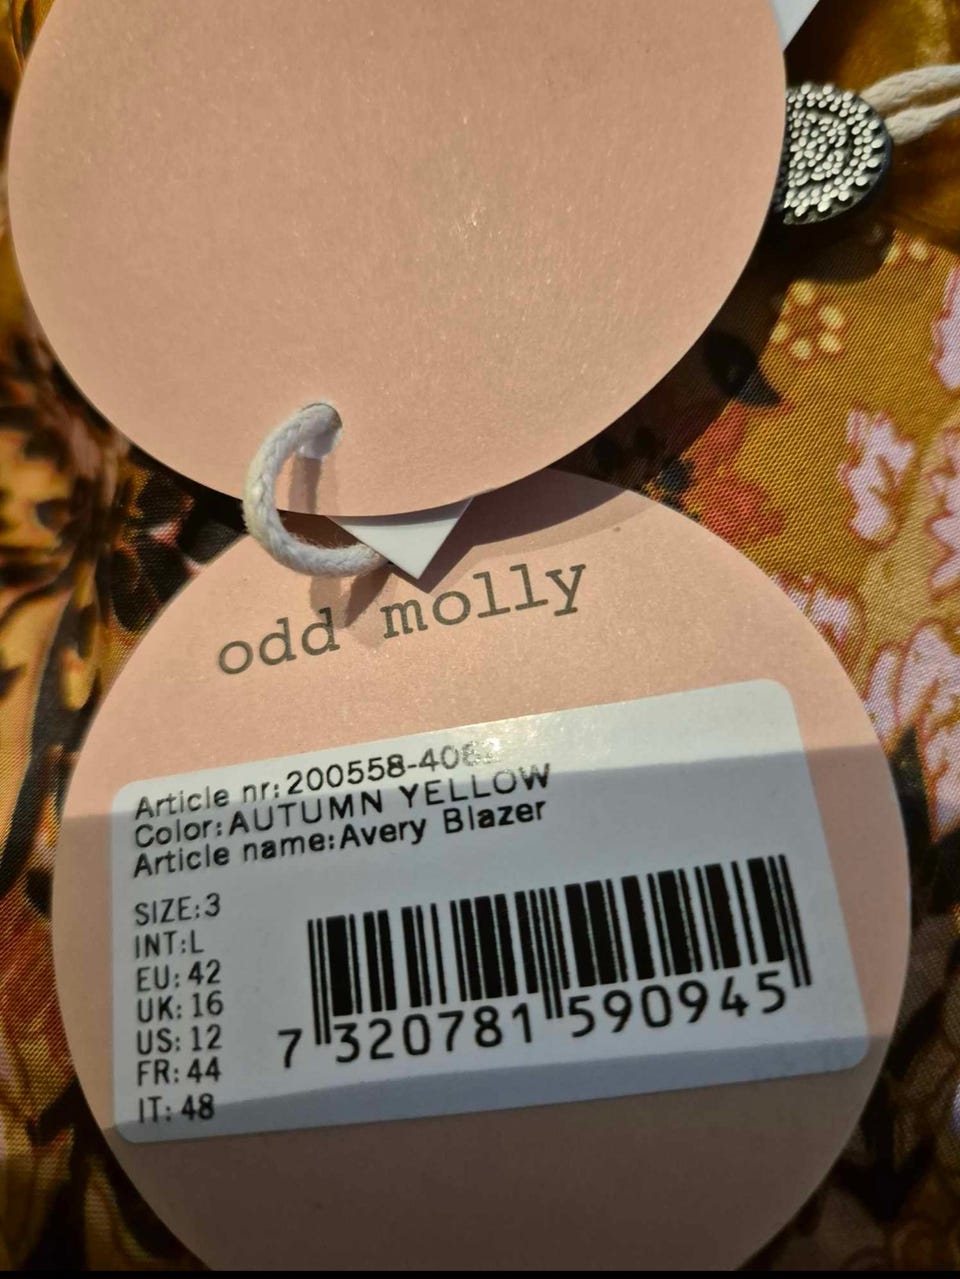 odd molly
Article nr:200558-406
Color:AUTUMN YELLOW
Article name:Avery Blazer
SIZE:3
INT:L
EU: 42
UK: 16
US: 12
FR: 44
IT: 48
7 320781 590945